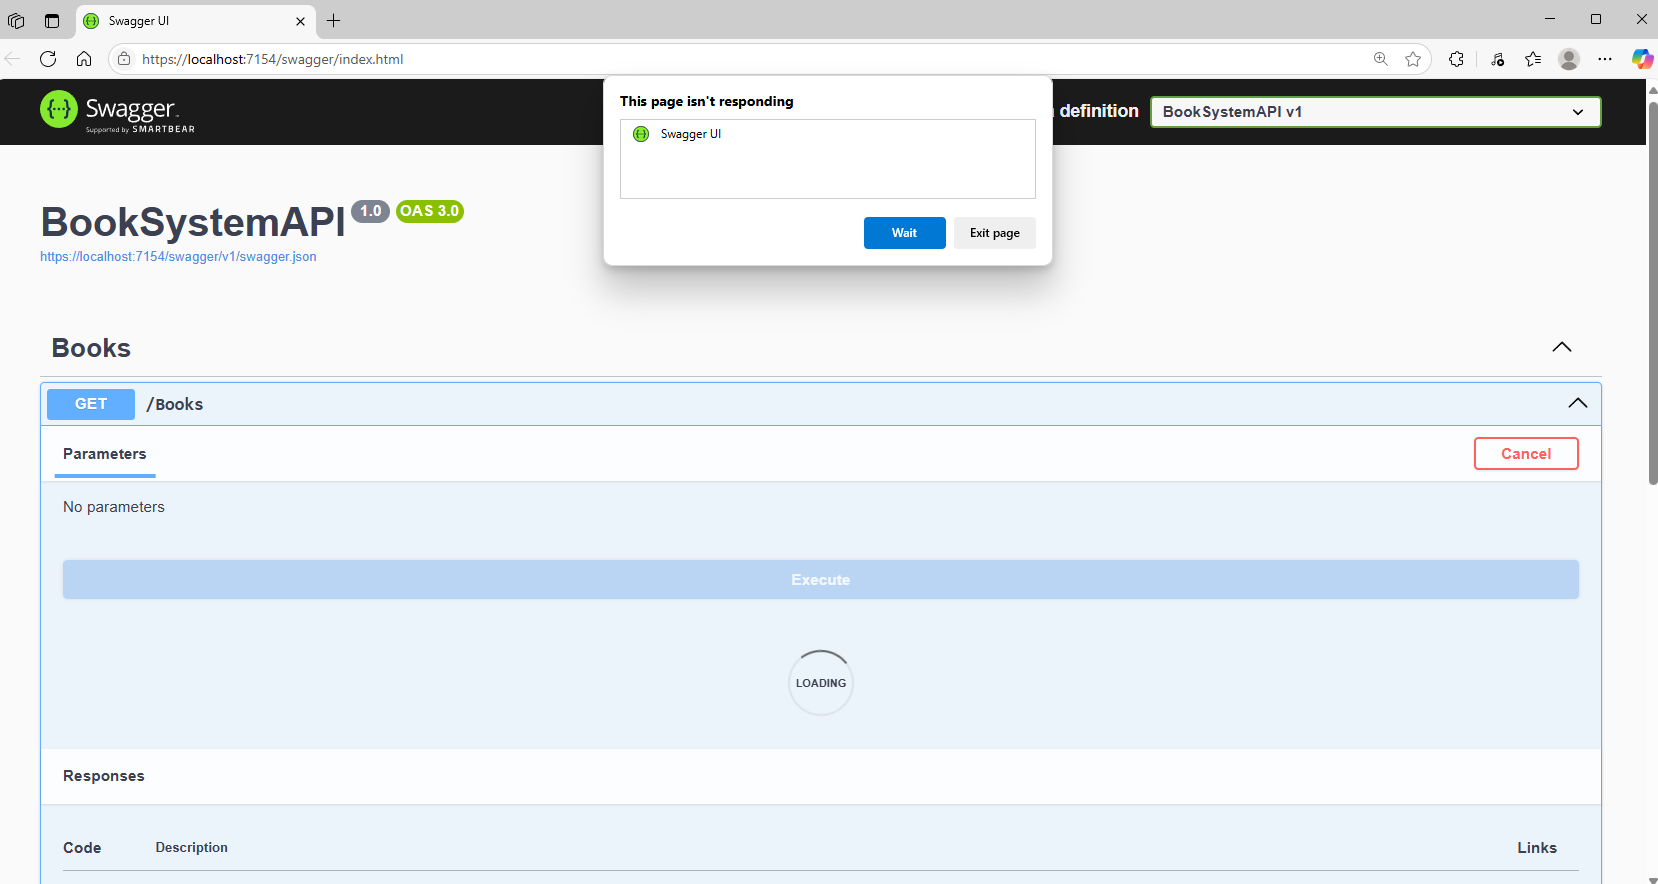 Swagger UI
https://localhost:7154/swagger/index.html
Swagger
Supported by SMARTBEAR
This page isn't responding
Swagger UI
Wait
Exit page
definition
BookSystemAPI v1
BookSystemAPI 1.0 OAS 3.0
https://localhost:7154/swagger/v1/swagger.json
Books
GET /Books
Parameters
Cancel
No parameters
Execute
LOADING
Responses
Code Description Links